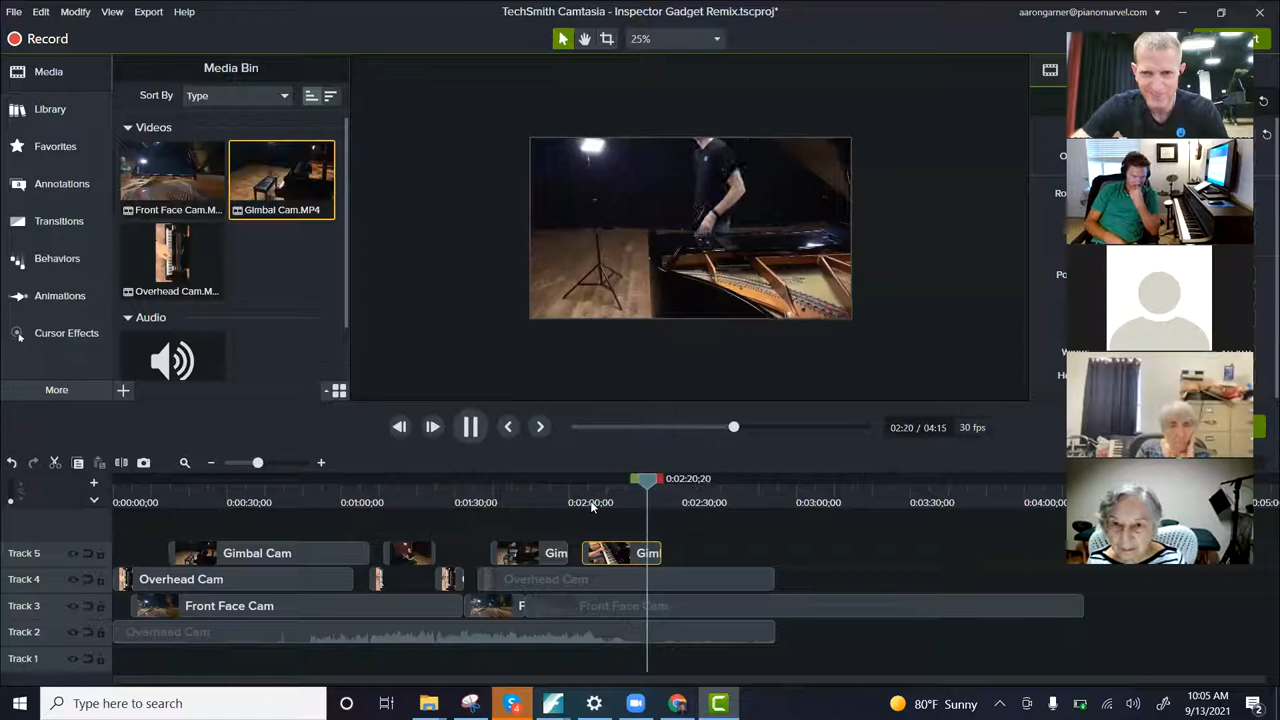 File Edit Modify View Export Help
TechSmith Camtasia - Inspector Gadget Remix.tscproj*
aarongarner@pianomarvel.com
Record
25%
Media
Library
Favorites
Annotations
Transitions
Behaviors
Animations
Cursor Effects
More
Media Bin
Sort By Type
Videos
Front Face Cam.M...
Gimbal Cam.MP4
Overhead Cam.M...
Audio
02:20 / 04:15 30 fps
0:02:20;20
0:00:00;00 0:00:30;00 0:01:00;00 0:01:30;00 0:02:00;00 0:02:30;00 0:03:00;00 0:03:30;00 0:04:00;00
Track 5 Gimbal Cam Gim Gim
Track 4 Overhead Cam Overhead Cam
Track 3 Front Face Cam F Front Face Cam
Track 2 Overhead Cam
Track 1
Type here to search
4
80°F Sunny
10:05 AM
9/13/2021
2